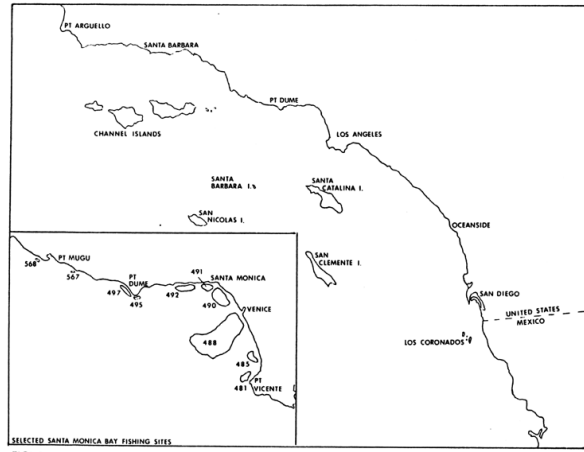 PT ARGUELLO
SANTA BARBARA
PT DUME
CHANNEL ISLANDS
LOS ANGELES
SANTA
BARBARA I.
SANTA
CATALINA I.
SAN
NICOLAS I.
OCEANSIDE
SAN
CLEMENTE I.
SAN DIEGO
UNITED STATES
MEXICO
LOS CORONADOS
568
PT MUGU
567
PT
DUME
497
495
492
491
SANTA MONICA
490
VENICE
488
485
481
PT
VICENTE
SELECTED SANTA MONICA BAY FISHING SITES